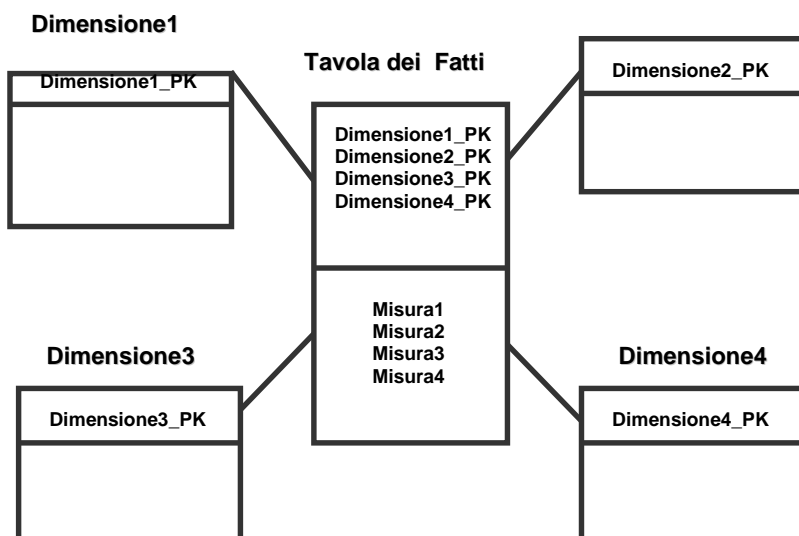 Dimensione1
Dimensione1_PK
Tavola dei Fatti
Dimensione1_PK
Dimensione2_PK
Dimensione3_PK
Dimensione4_PK
Misura1
Misura2
Misura3
Misura4
Dimensione2_PK
Dimensione3
Dimensione3_PK
Dimensione4
Dimensione4_PK